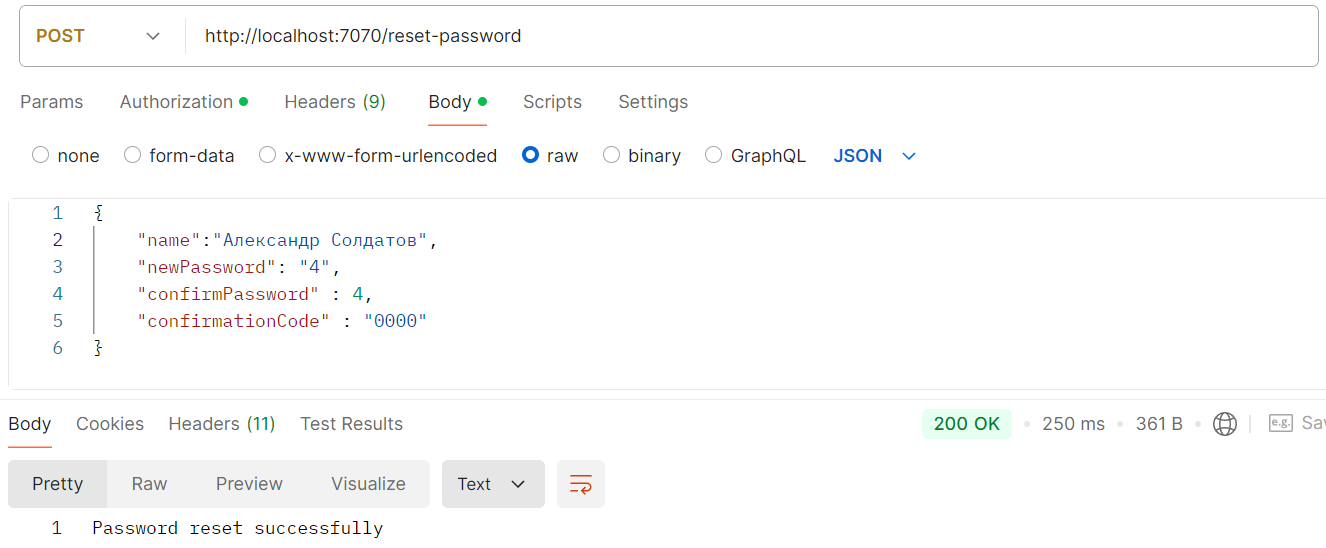 POST http://localhost:7070/reset-password
Params Authorization Headers (9) Body Scripts Settings
none form-data x-www-form-urlencoded raw binary GraphQL JSON
1 {
2 "name":"Александр Солдатов",
3 "newPassword": "4",
4 "confirmPassword" : 4,
5 "confirmationCode" : "0000"
6 }
Body Cookies Headers (11) Test Results 200 OK 250 ms 361 B e.g. Sav
Pretty Raw Preview Visualize Text
1 Password reset successfully